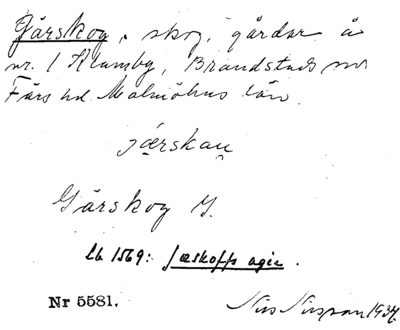 Gärskog, skog, gårdar å
nr. 1 Klamby, Brandstads sn
Färs hd Malmöhus län.
jærskau
Gärskog G.
Lb 1569: Jæskoffs agie.
Nr 5581.
Nils Nilsson 1934.